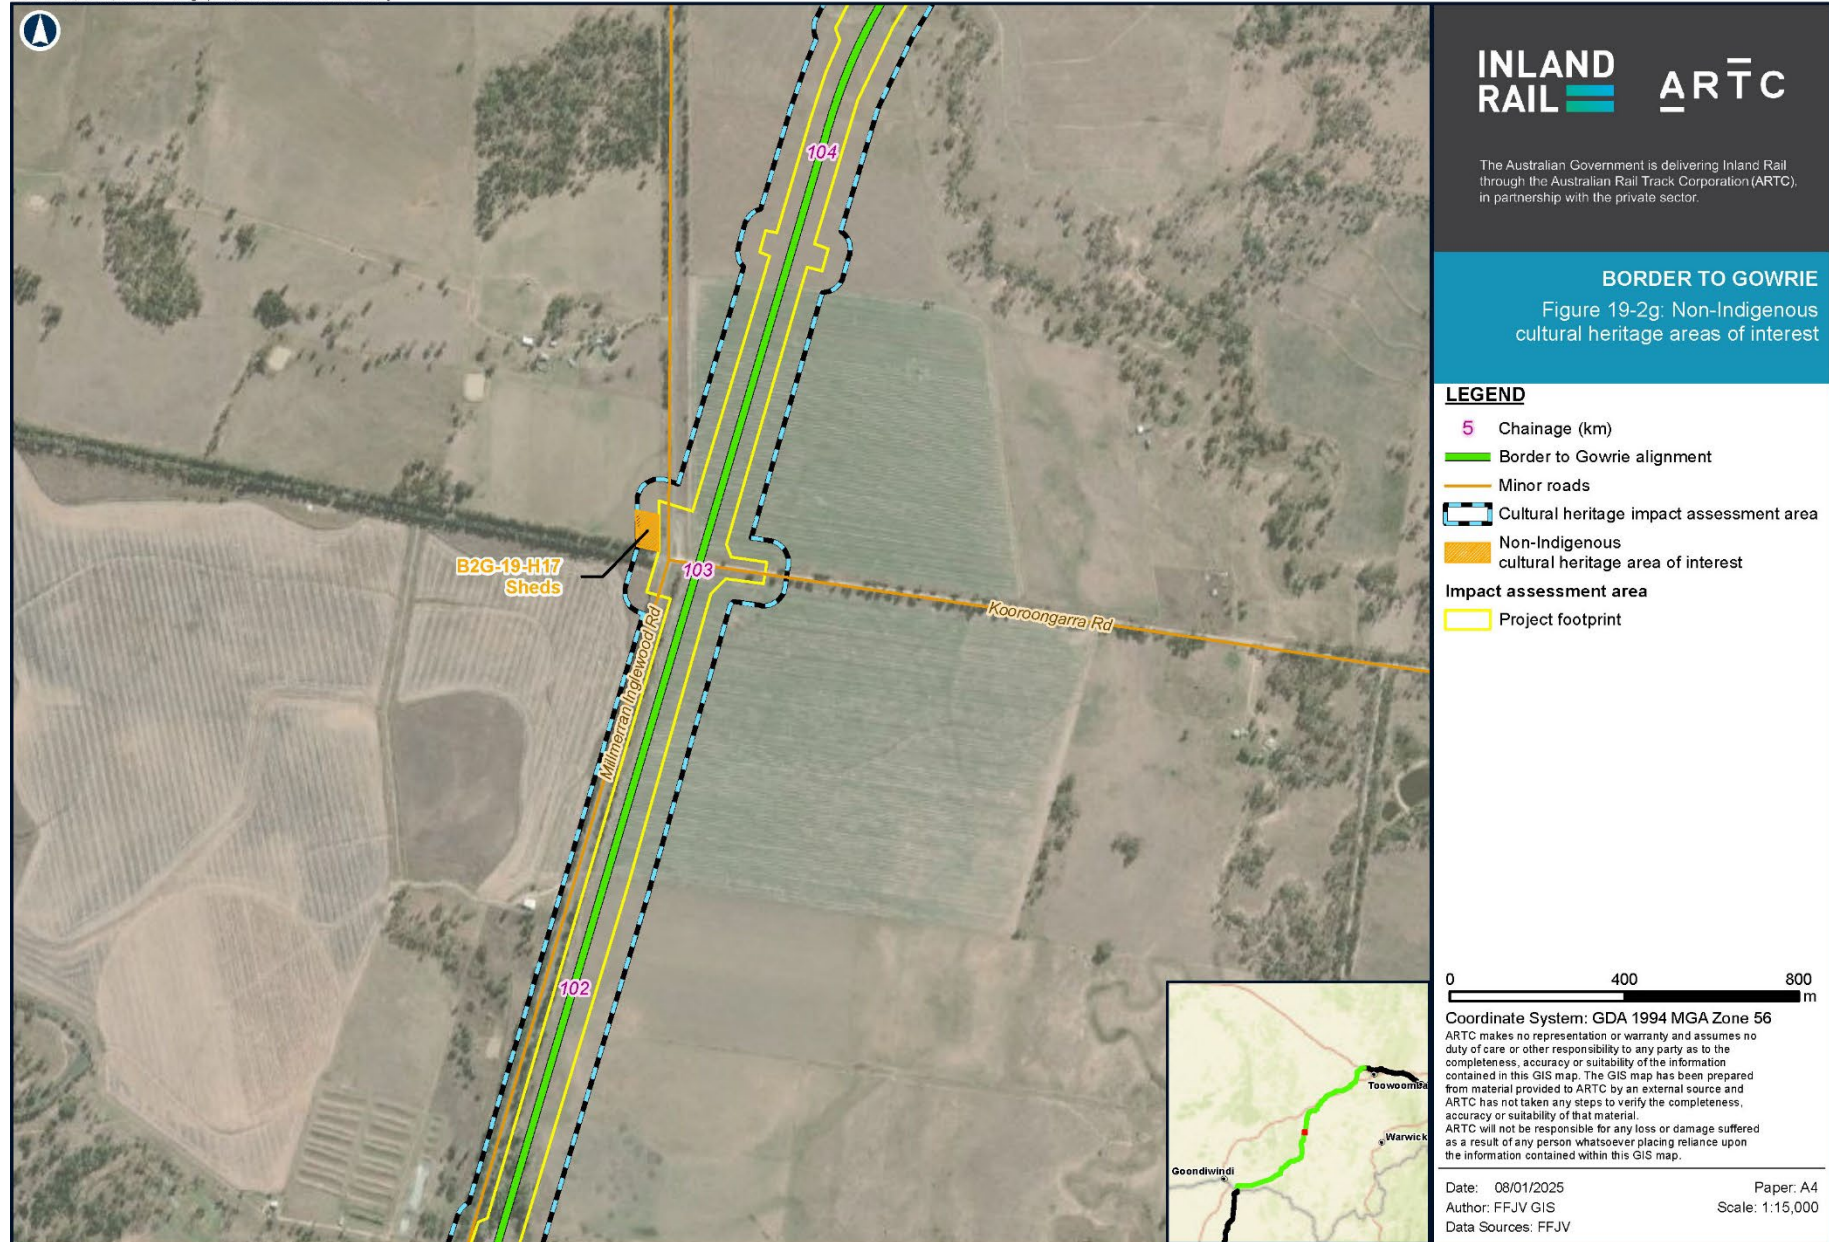 INLAND
RAIL
ARTC
The Australian Government is delivering Inland Rail
through the Australian Rail Track Corporation (ARTC),
in partnership with the private sector.
BORDER TO GOWRIE
Figure 19-2g: Non-Indigenous
cultural heritage areas of interest
LEGEND
5 Chainage (km)
Border to Gowrie alignment
Minor roads
Cultural heritage impact assessment area
Non-Indigenous
cultural heritage area of interest
Impact assessment area
Project footprint
104
B2G-19-H17
Sheds
103
Kooroongarra Rd
Millmerran Inglewood Rd
102
Toowoomba
Warwick
Goondiwindi
0 400 800
m
Coordinate System: GDA 1994 MGA Zone 56
ARTC makes no representation or warranty and assumes no
duty of care or other responsibility to any party as to the
completeness, accuracy or suitability of the information
contained in this GIS map. The GIS map has been prepared
from material provided to ARTC by an external source and
ARTC has not taken any steps to verify the completeness,
accuracy or suitability of that material.
ARTC will not be responsible for any loss or damage suffered
as a result of any person whatsoever placing reliance upon
the information contained within this GIS map.
Date: 08/01/2025 Paper: A4
Author: FFJV GIS Scale: 1:15,000
Data Sources: FFJV